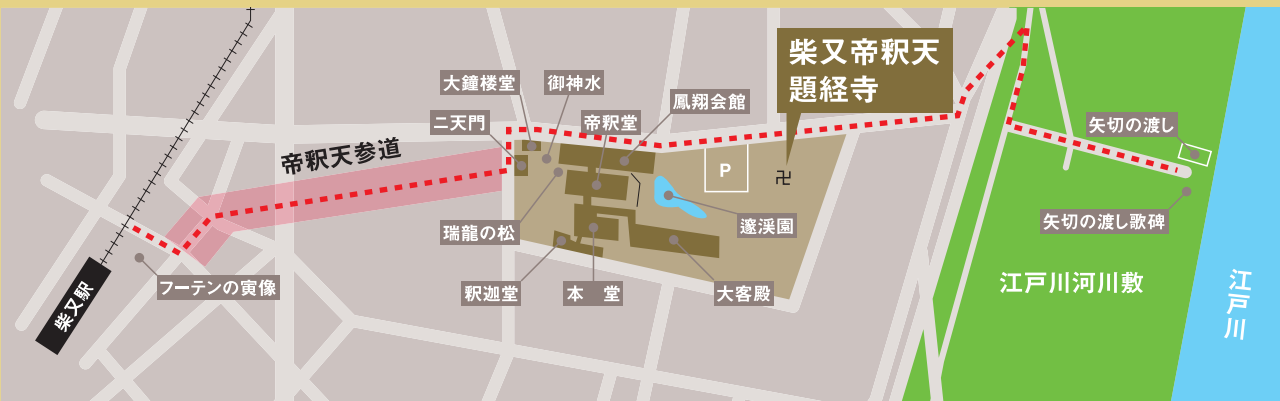 柴又帝釈天
題経寺
大鐘楼堂
御神水
鳳翔会館
二天門
帝釈堂
帝釈天参道
P
卍
矢切の渡し
瑞龍の松
邃渓園
矢切の渡し歌碑
フーテンの寅像
釈迦堂
本　堂
大客殿
柴又駅
江戸川河川敷
江戸川